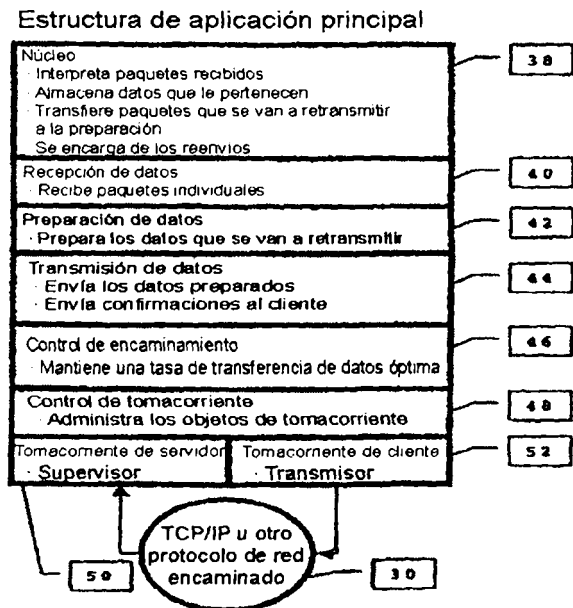 Estructura de aplicación principal
Núcleo
· Interpreta paquetes recibidos
· Almacena datos que le pertenecen
· Transfiere paquetes que se van a retransmitir
a la preparación
Se encarga de los reenvios
38
Recepción de datos
· Recibe paquetes individuales
40
Preparación de datos
· Prepara los datos que se van a retransmitir
42
Transmisión de datos
· Envía los datos preparados
· Envía confirmaciones al cliente
44
Control de encaminamiento
· Mantiene una tasa de transferencia de datos óptima
46
Control de tomacorriente
· Administra los objetos de tomacorriente
48
Tomacorriente de servidor
· Supervisor
Tomacorriente de cliente
· Transmisor
52
TCP/IP u otro
protocolo de red
encaminado
50
30